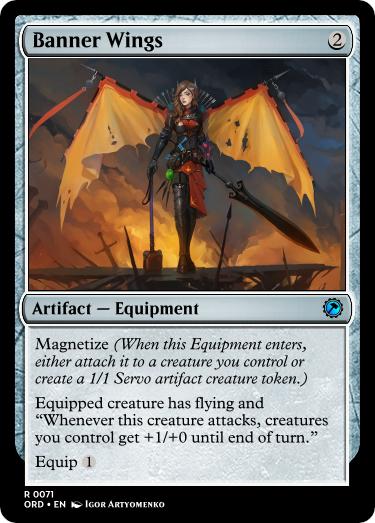 Banner Wings 2
Artifact — Equipment
Magnetize (When this Equipment enters,
either attach it to a creature you control or
create a 1/1 Servo artifact creature token.)
Equipped creature has flying and
“Whenever this creature attacks, creatures
you control get +1/+0 until end of turn.”
Equip 1
R 0071
ORD • EN Igor Artyomenko